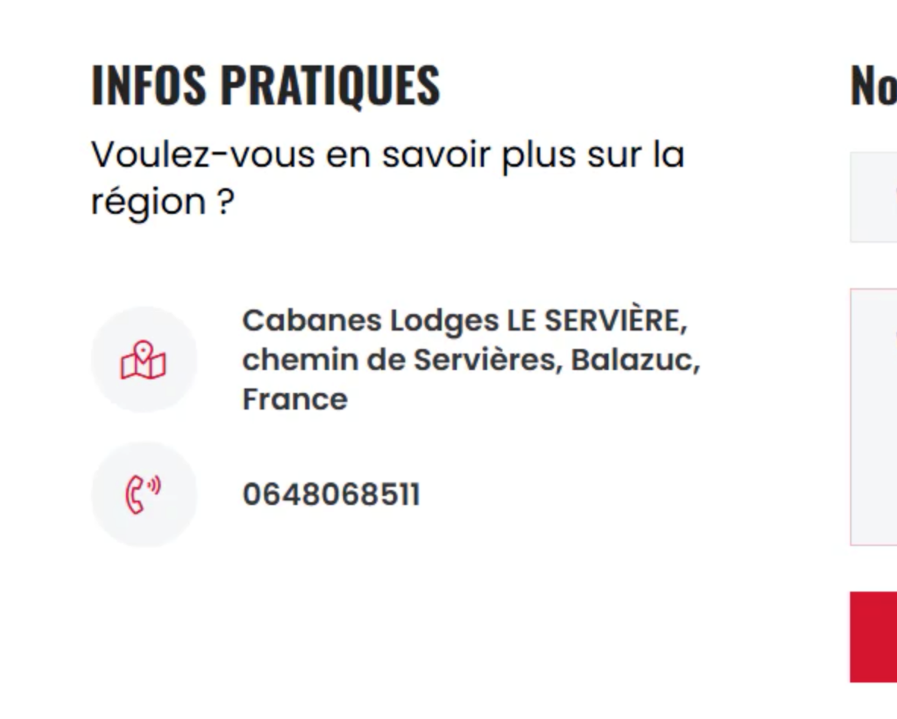 INFOS PRATIQUES
Voulez-vous en savoir plus sur la
région ?
Cabanes Lodges LE SERVIÈRE,
chemin de Servières, Balazuc,
France
0648068511
No